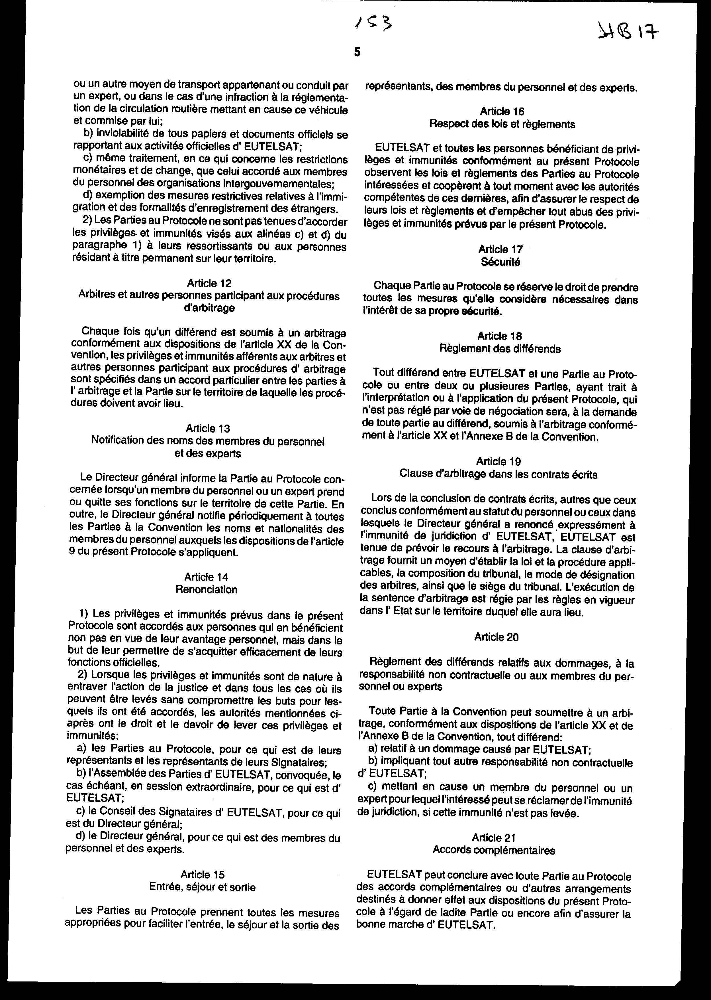 153
HB 17
5
ou un autre moyen de transport appartenant ou conduit par
un expert, ou dans le cas d'une infraction à la réglementa-
tion de la circulation routière mettant en cause ce véhicule
et commise par lui;
b) inviolabilité de tous papiers et documents officiels se
rapportant aux activités officielles d' EUTELSAT;
c) même traitement, en ce qui concerne les restrictions
monétaires et de change, que celui accordé aux membres
du personnel des organisations intergouvernementales;
d) exemption des mesures restrictives relatives à l'immi-
gration et des formalités d'enregistrement des étrangers.
2) Les Parties au Protocole ne sont pas tenues d'accorder
les privilèges et immunités visés aux alinéas c) et d) du
paragraphe 1) à leurs ressortissants ou aux personnes
résidant à titre permanent sur leur territoire.
Article 12
Arbitres et autres personnes participant aux procédures
d'arbitrage
Chaque fois qu'un différend est soumis à un arbitrage
conformément aux dispositions de l'article XX de la Con-
vention, les privilèges et immunités afférents aux arbitres et
autres personnes participant aux procédures d' arbitrage
sont spécifiés dans un accord particulier entre les parties à
l' arbitrage et la Partie sur le territoire de laquelle les procé-
dures doivent avoir lieu.
Article 13
Notification des noms des membres du personnel
et des experts
Le Directeur général informe la Partie au Protocole con-
cernée lorsqu'un membre du personnel ou un expert prend
ou quitte ses fonctions sur le territoire de cette Partie. En
outre, le Directeur général notifie périodiquement à toutes
les Parties à la Convention les noms et nationalités des
membres du personnel auxquels les dispositions de l'article
9 du présent Protocole s'appliquent.
Article 14
Renonciation
1) Les privilèges et immunités prévus dans le présent
Protocole sont accordés aux personnes qui en bénéficient
non pas en vue de leur avantage personnel, mais dans le
but de leur permettre de s'acquitter efficacement de leurs
fonctions officielles.
2) Lorsque les privilèges et immunités sont de nature à
entraver l'action de la justice et dans tous les cas où ils
peuvent être levés sans compromettre les buts pour les-
quels ils ont été accordés, les autorités mentionnées ci-
après ont le droit et le devoir de lever ces privilèges et
immunités:
a) les Parties au Protocole, pour ce qui est de leurs
représentants et les représentants de leurs Signataires;
b) l'Assemblée des Parties d' EUTELSAT, convoquée, le
cas échéant, en session extraordinaire, pour ce qui est d'
EUTELSAT;
c) le Conseil des Signataires d' EUTELSAT, pour ce qui
est du Directeur général;
d) le Directeur général, pour ce qui est des membres du
personnel et des experts.
Article 15
Entrée, séjour et sortie
Les Parties au Protocole prennent toutes les mesures
appropriées pour faciliter l'entrée, le séjour et la sortie des
représentants, des membres du personnel et des experts.
Article 16
Respect des lois et règlements
EUTELSAT et toutes les personnes bénéficiant de privi-
lèges et immunités conformément au présent Protocole
observent les lois et règlements des Parties au Protocole
intéressées et coopèrent à tout moment avec les autorités
compétentes de ces dernières, afin d'assurer le respect de
leurs lois et règlements et d'empêcher tout abus des privi-
lèges et immunités prévus par le présent Protocole.
Article 17
Sécurité
Chaque Partie au Protocole se réserve le droit de prendre
toutes les mesures qu'elle considère nécessaires dans
l'intérêt de sa propre sécurité.
Article 18
Règlement des différends
Tout différend entre EUTELSAT et une Partie au Proto-
cole ou entre deux ou plusieures Parties, ayant trait à
l'interprétation ou à l'application du présent Protocole, qui
n'est pas réglé par voie de négociation sera, à la demande
de toute partie au différend, soumis à l'arbitrage conformé-
ment à l'article XX et l'Annexe B de la Convention.
Article 19
Clause d'arbitrage dans les contrats écrits
Lors de la conclusion de contrats écrits, autres que ceux
conclus conformément au statut du personnel ou ceux dans
lesquels le Directeur général a renoncé expressément à
l'immunité de juridiction d' EUTELSAT, EUTELSAT est
tenue de prévoir le recours à l'arbitrage. La clause d'arbi-
trage fournit un moyen d'établir la loi et la procédure appli-
cables, la composition du tribunal, le mode de désignation
des arbitres, ainsi que le siège du tribunal. L'exécution de
la sentence d'arbitrage est régie par les règles en vigueur
dans l' Etat sur le territoire duquel elle aura lieu.
Article 20
Règlement des différends relatifs aux dommages, à la
responsabilité non contractuelle ou aux membres du per-
sonnel ou experts
Toute Partie à la Convention peut soumettre à un arbi-
trage, conformément aux dispositions de l'article XX et de
l'Annexe B de la Convention, tout différend:
a) relatif à un dommage causé par EUTELSAT;
b) impliquant tout autre responsabilité non contractuelle
d' EUTELSAT;
c) mettant en cause un membre du personnel ou un
expert pour lequel l'intéressé peut se réclamer de l'immunité
de juridiction, si cette immunité n'est pas levée.
Article 21
Accords complémentaires
EUTELSAT peut conclure avec toute Partie au Protocole
des accords complémentaires ou d'autres arrangements
destinés à donner effet aux dispositions du présent Proto-
cole à l'égard de ladite Partie ou encore afin d'assurer la
bonne marche d' EUTELSAT.